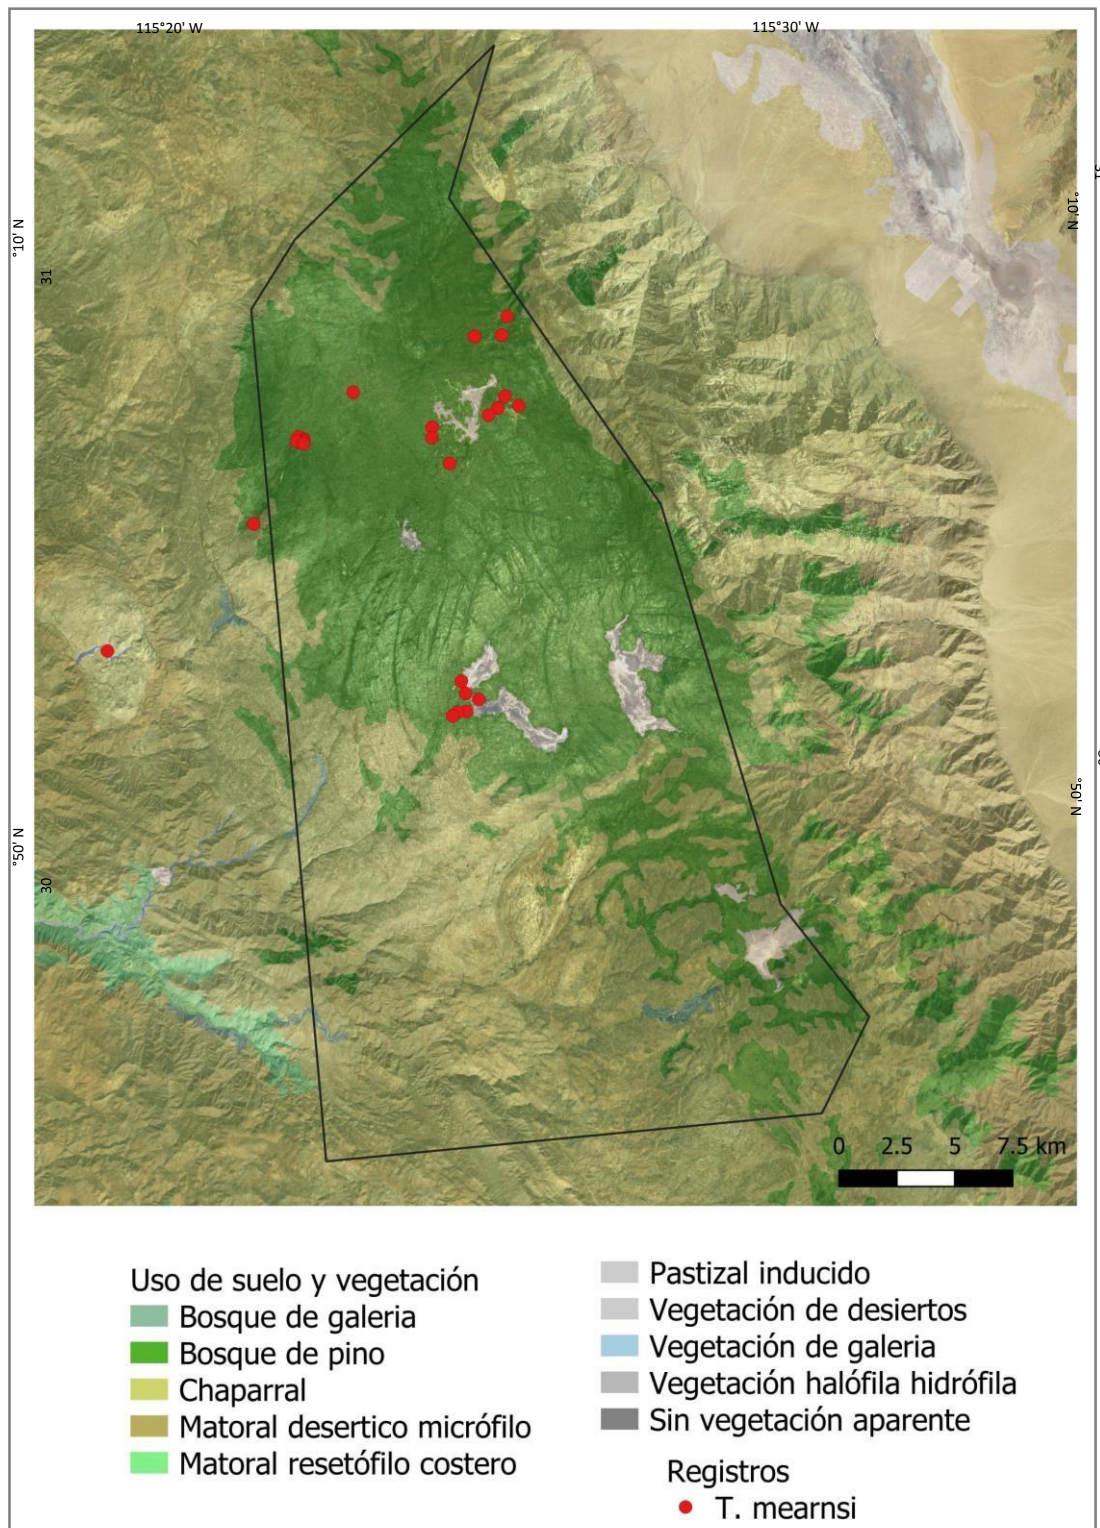 115°20' W
115°30' W
°10' N
31
°10' N
°50' N
30
°50' N
0 2.5 5 7.5 km
Uso de suelo y vegetación
Bosque de galeria
Bosque de pino
Chaparral
Matoral desertico micrófilo
Matoral resetófilo costero
Pastizal inducido
Vegetación de desiertos
Vegetación de galeria
Vegetación halófila hidrófila
Sin vegetación aparente
Registros
T. mearnsi